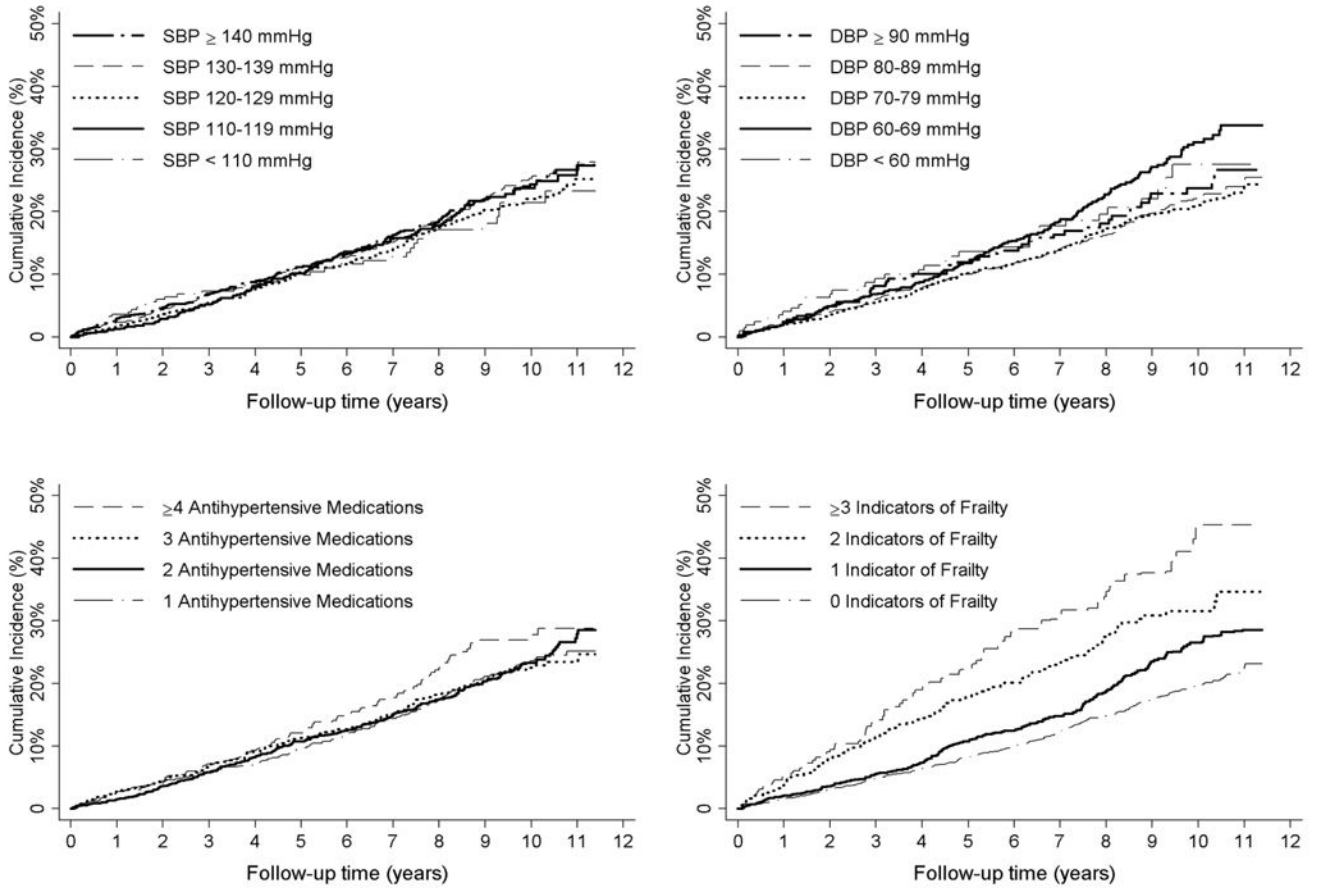 50%
40%
30%
20%
10%
0
Cumulative Incidence (%)
SBP ≥ 140 mmHg
SBP 130-139 mmHg
SBP 120-129 mmHg
SBP 110-119 mmHg
SBP < 110 mmHg
0 1 2 3 4 5 6 7 8 9 10 11 12
Follow-up time (years)
50%
40%
30%
20%
10%
0
Cumulative Incidence (%)
DBP ≥ 90 mmHg
DBP 80-89 mmHg
DBP 70-79 mmHg
DBP 60-69 mmHg
DBP < 60 mmHg
0 1 2 3 4 5 6 7 8 9 10 11 12
Follow-up time (years)
50%
40%
30%
20%
10%
0
Cumulative Incidence (%)
≥4 Antihypertensive Medications
3 Antihypertensive Medications
2 Antihypertensive Medications
1 Antihypertensive Medications
0 1 2 3 4 5 6 7 8 9 10 11 12
Follow-up time (years)
50%
40%
30%
20%
10%
0
Cumulative Incidence (%)
≥3 Indicators of Frailty
2 Indicators of Frailty
1 Indicator of Frailty
0 Indicators of Frailty
0 1 2 3 4 5 6 7 8 9 10 11 12
Follow-up time (years)